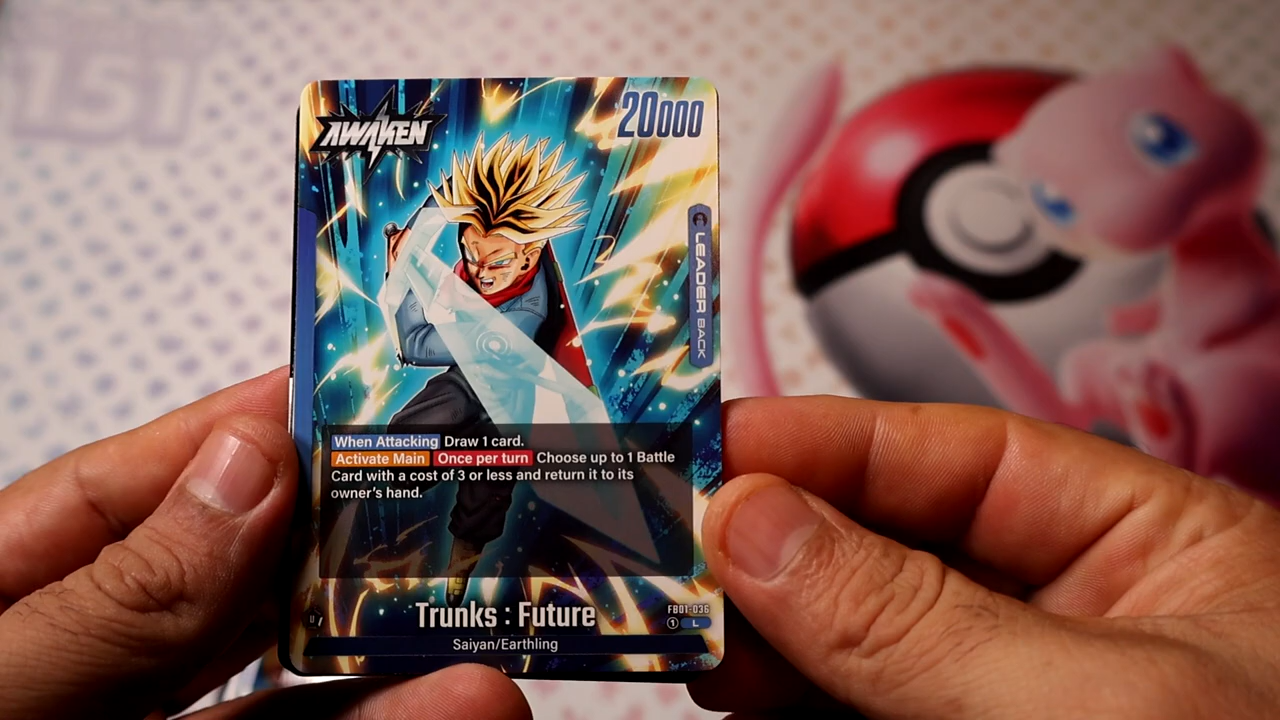 AWAKEN
20000
LEADER BACK
When Attacking Draw 1 card.
Activate Main Once per turn Choose up to 1 Battle
Card with a cost of 3 or less and return it to its
owner's hand.
Trunks : Future
FB01-036
1 L
Saiyan/Earthling
151